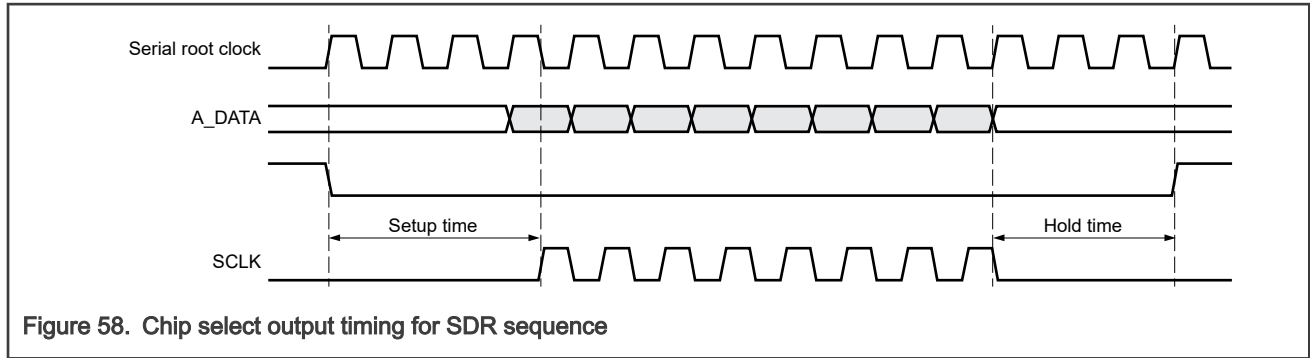 Serial root clock
A_DATA
Setup time
Hold time
SCLK
Figure 58. Chip select output timing for SDR sequence